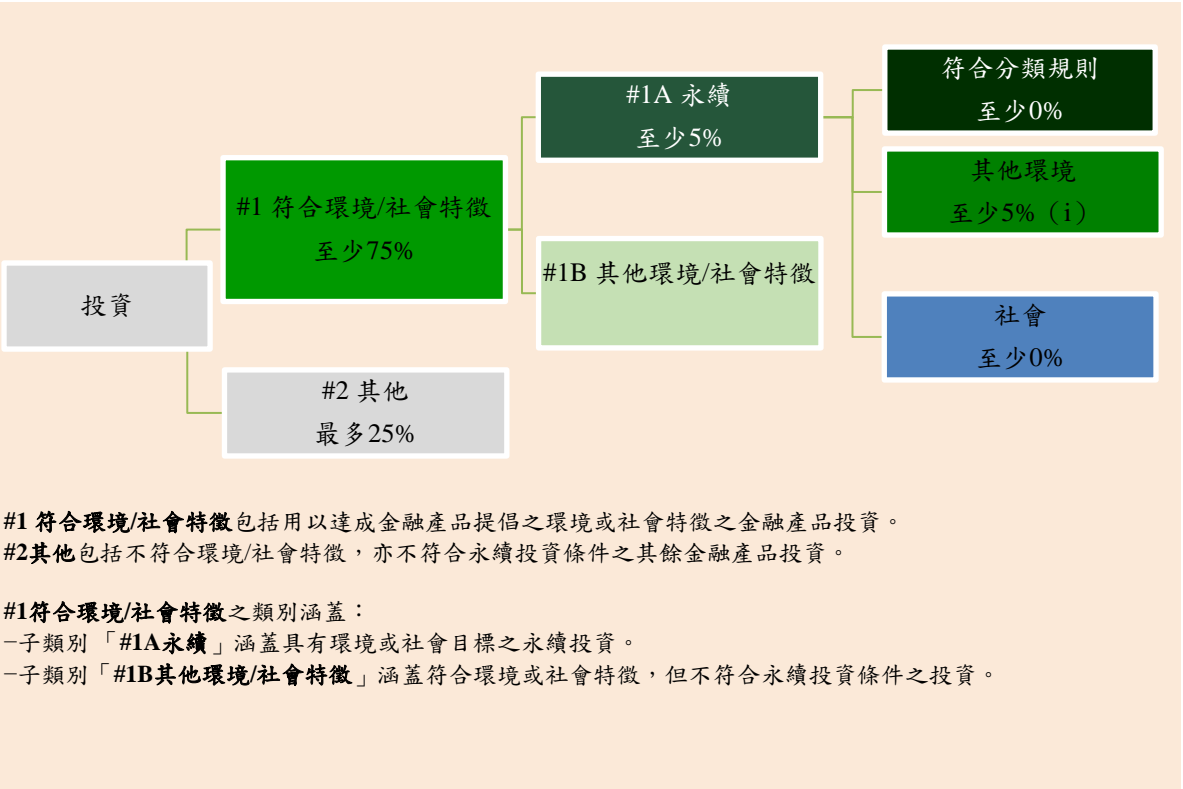 投資
#1 符合環境/社會特徵
至少75%
#2 其他
最多25%
#1A 永續
至少5%
#1B 其他環境/社會特徵
符合分類規則
至少0%
其他環境
至少5%（i）
社會
至少0%
#1 符合環境/社會特徵包括用以達成金融產品提倡之環境或社會特徵之金融產品投資。
#2其他包括不符合環境/社會特徵，亦不符合永續投資條件之其餘金融產品投資。
#1符合環境/社會特徵之類別涵蓋：
–子類別「#1A永續」涵蓋具有環境或社會目標之永續投資。
–子類別「#1B其他環境/社會特徵」涵蓋符合環境或社會特徵，但不符合永續投資條件之投資。